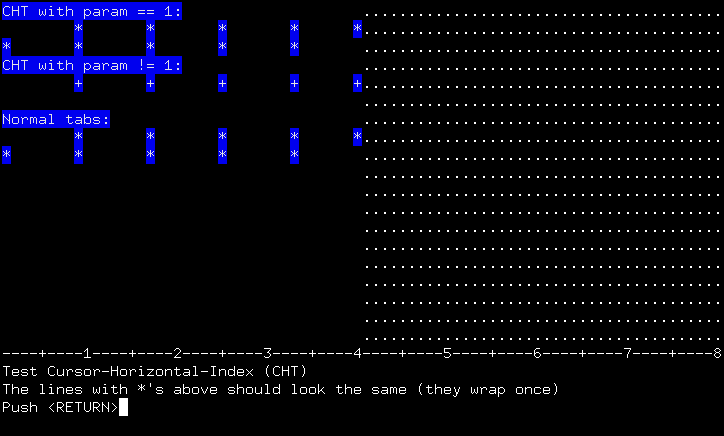 CHT with param == 1:                    ........................................
        *       *       *       *      *........................................
*       *       *       *       *       ........................................
CHT with param != 1:                    ........................................
        +       +       +       +      +........................................
                                        ........................................
Normal tabs:                            ........................................
        *       *       *       *      *........................................
*       *       *       *       *       ........................................
                                        ........................................
                                        ........................................
                                        ........................................
                                        ........................................
                                        ........................................
                                        ........................................
                                        ........................................
                                        ........................................
                                        ........................................
                                        ........................................
----+----1----+----2----+----3----+----4----+----5----+----6----+----7----+----8
Test Cursor-Horizontal-Index (CHT)
The lines with *'s above should look the same (they wrap once)
Push <RETURN>